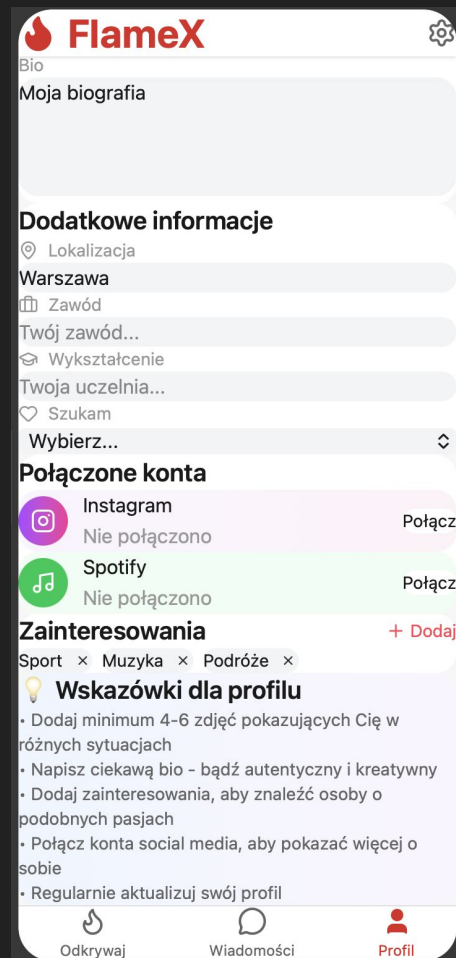 FlameX
Bio
Moja biografia
Dodatkowe informacje
Lokalizacja
Warszawa
Zawód
Twój zawód...
Wykształcenie
Twoja uczelnia...
Szukam
Wybierz...
Połączone konta
Instagram
Nie połączono
Połącz
Spotify
Nie połączono
Połącz
Zainteresowania
+ Dodaj
Sport × Muzyka × Podróże ×
💡 Wskazówki dla profilu
• Dodaj minimum 4-6 zdjęć pokazujących Cię w
różnych sytuacjach
• Napisz ciekawą bio - bądź autentyczny i kreatywny
• Dodaj zainteresowania, aby znaleźć osoby o
podobnych pasjach
• Połącz konta social media, aby pokazać więcej o
sobie
• Regularnie aktualizuj swój profil
Odkrywaj
Wiadomości
Profil